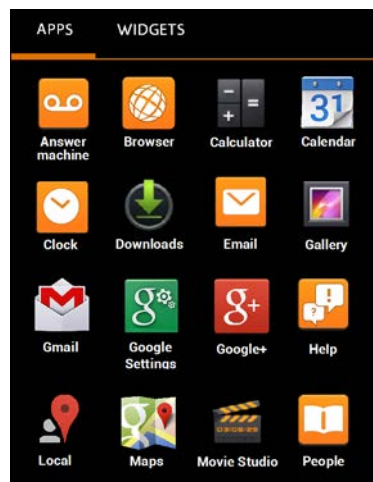 APPS WIDGETS
31
Answer Browser Calculator Calendar
machine
Clock Downloads Email Gallery
g g+
Gmail Google Google+ Help
Settings
Local Maps Movie Studio People